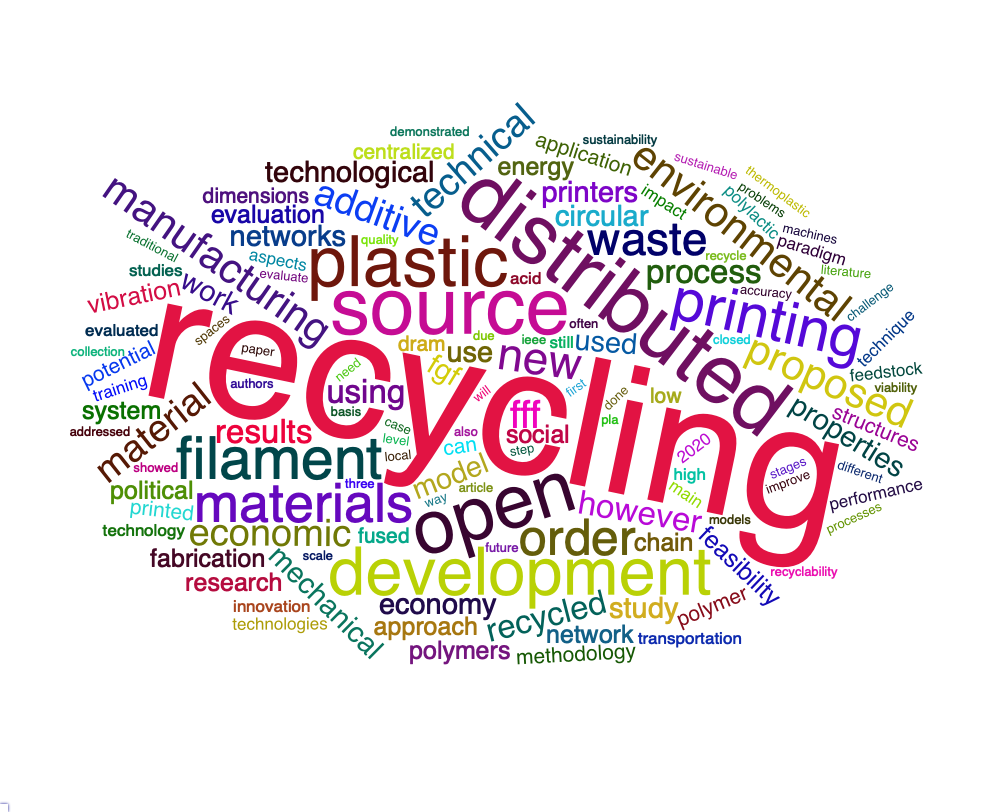 demonstrated
sustainability
centralized
technical
application
energy
environmental
sustainable
thermoplastic
technological
problems
polylactic
dimensions
additive
printers
impact
evaluation
circular
machines
manufacturing
networks
quality
distributed
waste
paradigm
traditional
aspects
plastic
recycle
literature
studies
evaluate
acid
process
work
source
printing
accuracy
challenge
vibration
spaces
often
evaluated
recycling
due
ieee
still
used
closed
technique
collection
paper
dram
use
new
proposed
potential
need
fgf
feedstock
training
authors
using
will
first
done
low
viability
system
material
basis
fff
pla
properties
structures
addressed
results
case
also
social
level
can
step
2020
local
showed
filament
model
high
stages
different
improve
political
three
way
article
main
performance
printed
materials
open
however
models
processes
technology
economic
fused
future
order
chain
feasibility
fabrication
scale
development
recyclability
research
mechanical
innovation
economy
recycled
study
polymer
technologies
approach
network
transportation
polymers
methodology